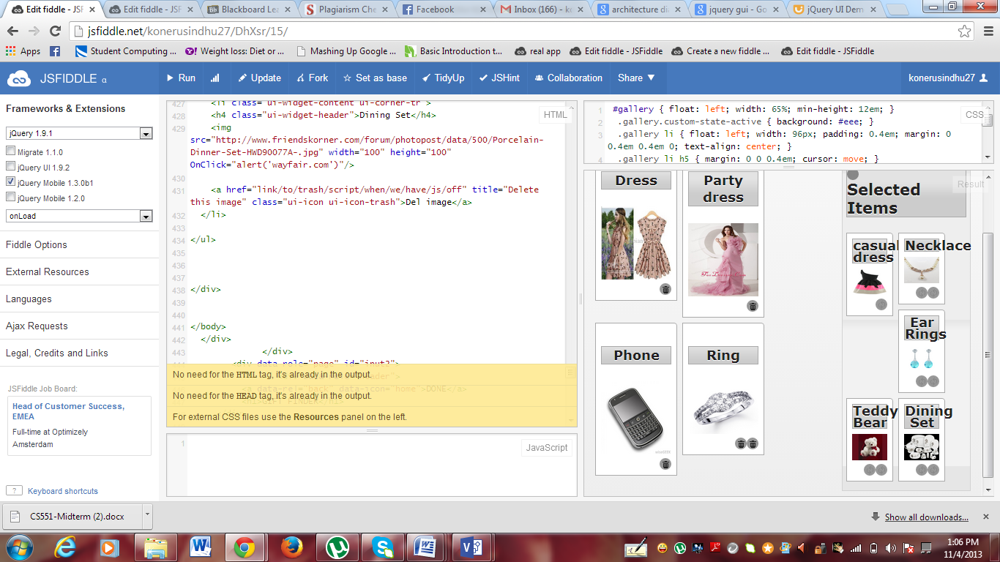 Edit fiddle - JSF
Edit fiddle - JSF
Blackboard Lea
Plagiarism Che
Facebook
Inbox (166) - ke
architecture dia
jquery gui - Go
jQuery UI Dem
jsfiddle.net/konerusindhu27/DhXsr/15/
Apps
Student Computing ...
Weight loss: Diet or ...
Mashing Up Google ...
Basic Introduction t...
real app
Edit fiddle - JSFiddle
Create a new fiddle ...
Edit fiddle - JSFiddle
JSFIDDLE α
Run
Update
Fork
Set as base
TidyUp
JSHint
Collaboration
Share
konerusindhu27
Frameworks & Extensions
jQuery 1.9.1
Migrate 1.1.0
jQuery UI 1.9.2
jQuery Mobile 1.3.0b1
jQuery Mobile 1.2.0
onLoad
Fiddle Options
External Resources
Languages
Ajax Requests
Legal, Credits and Links
JSFiddle Job Board:
Head of Customer Success,
EMEA
Full-time at Optimizely
Amsterdam
? Keyboard shortcuts
HTML
427 <li class="ui-widget-content ui-corner-tr">
428 <h4 class="ui-widget-header">Dining Set</h4>
429 <img
src="http://www.friendskorner.com/forum/photopost/data/500/Porcelain-
Dinner-Set-HWD90077A-.jpg" width="100" height="100"
OnClick="alert('wayfair.com')"/>
430
431 <a href="link/to/trash/script/when/we/have/js/off" title="Delete
this image" class="ui-icon ui-icon-trash">Del image</a>
432 </li>
433
434 </ul>
435
436
437
438 </div>
439
440
441 </body>
442 </div>
443 </div>
<div data-role="page" id="input2">
<a data-rel="back" data-icon="home">DONE</a>
<h1>GIFT FINDER</h1>
No need for the HTML tag, it's already in the output.
No need for the HEAD tag, it's already in the output.
For external CSS files use the Resources panel on the left.
1
JavaScript
CSS
1 #gallery { float: left; width: 65%; min-height: 12em; }
2 .gallery.custom-state-active { background: #eee; }
3 .gallery li { float: left; width: 96px; padding: 0.4em; margin: 0
0.4em 0.4em 0; text-align: center; }
4 .gallery li h5 { margin: 0 0 0.4em; cursor: move; }
Result
Dress
Party
dress
Phone
Ring
Selected
Items
casual
dress
Necklace
Ear
Rings
Teddy
Bear
Dining
Set
CS551-Midterm (2).docx
Show all downloads...
1:06 PM
11/4/2013